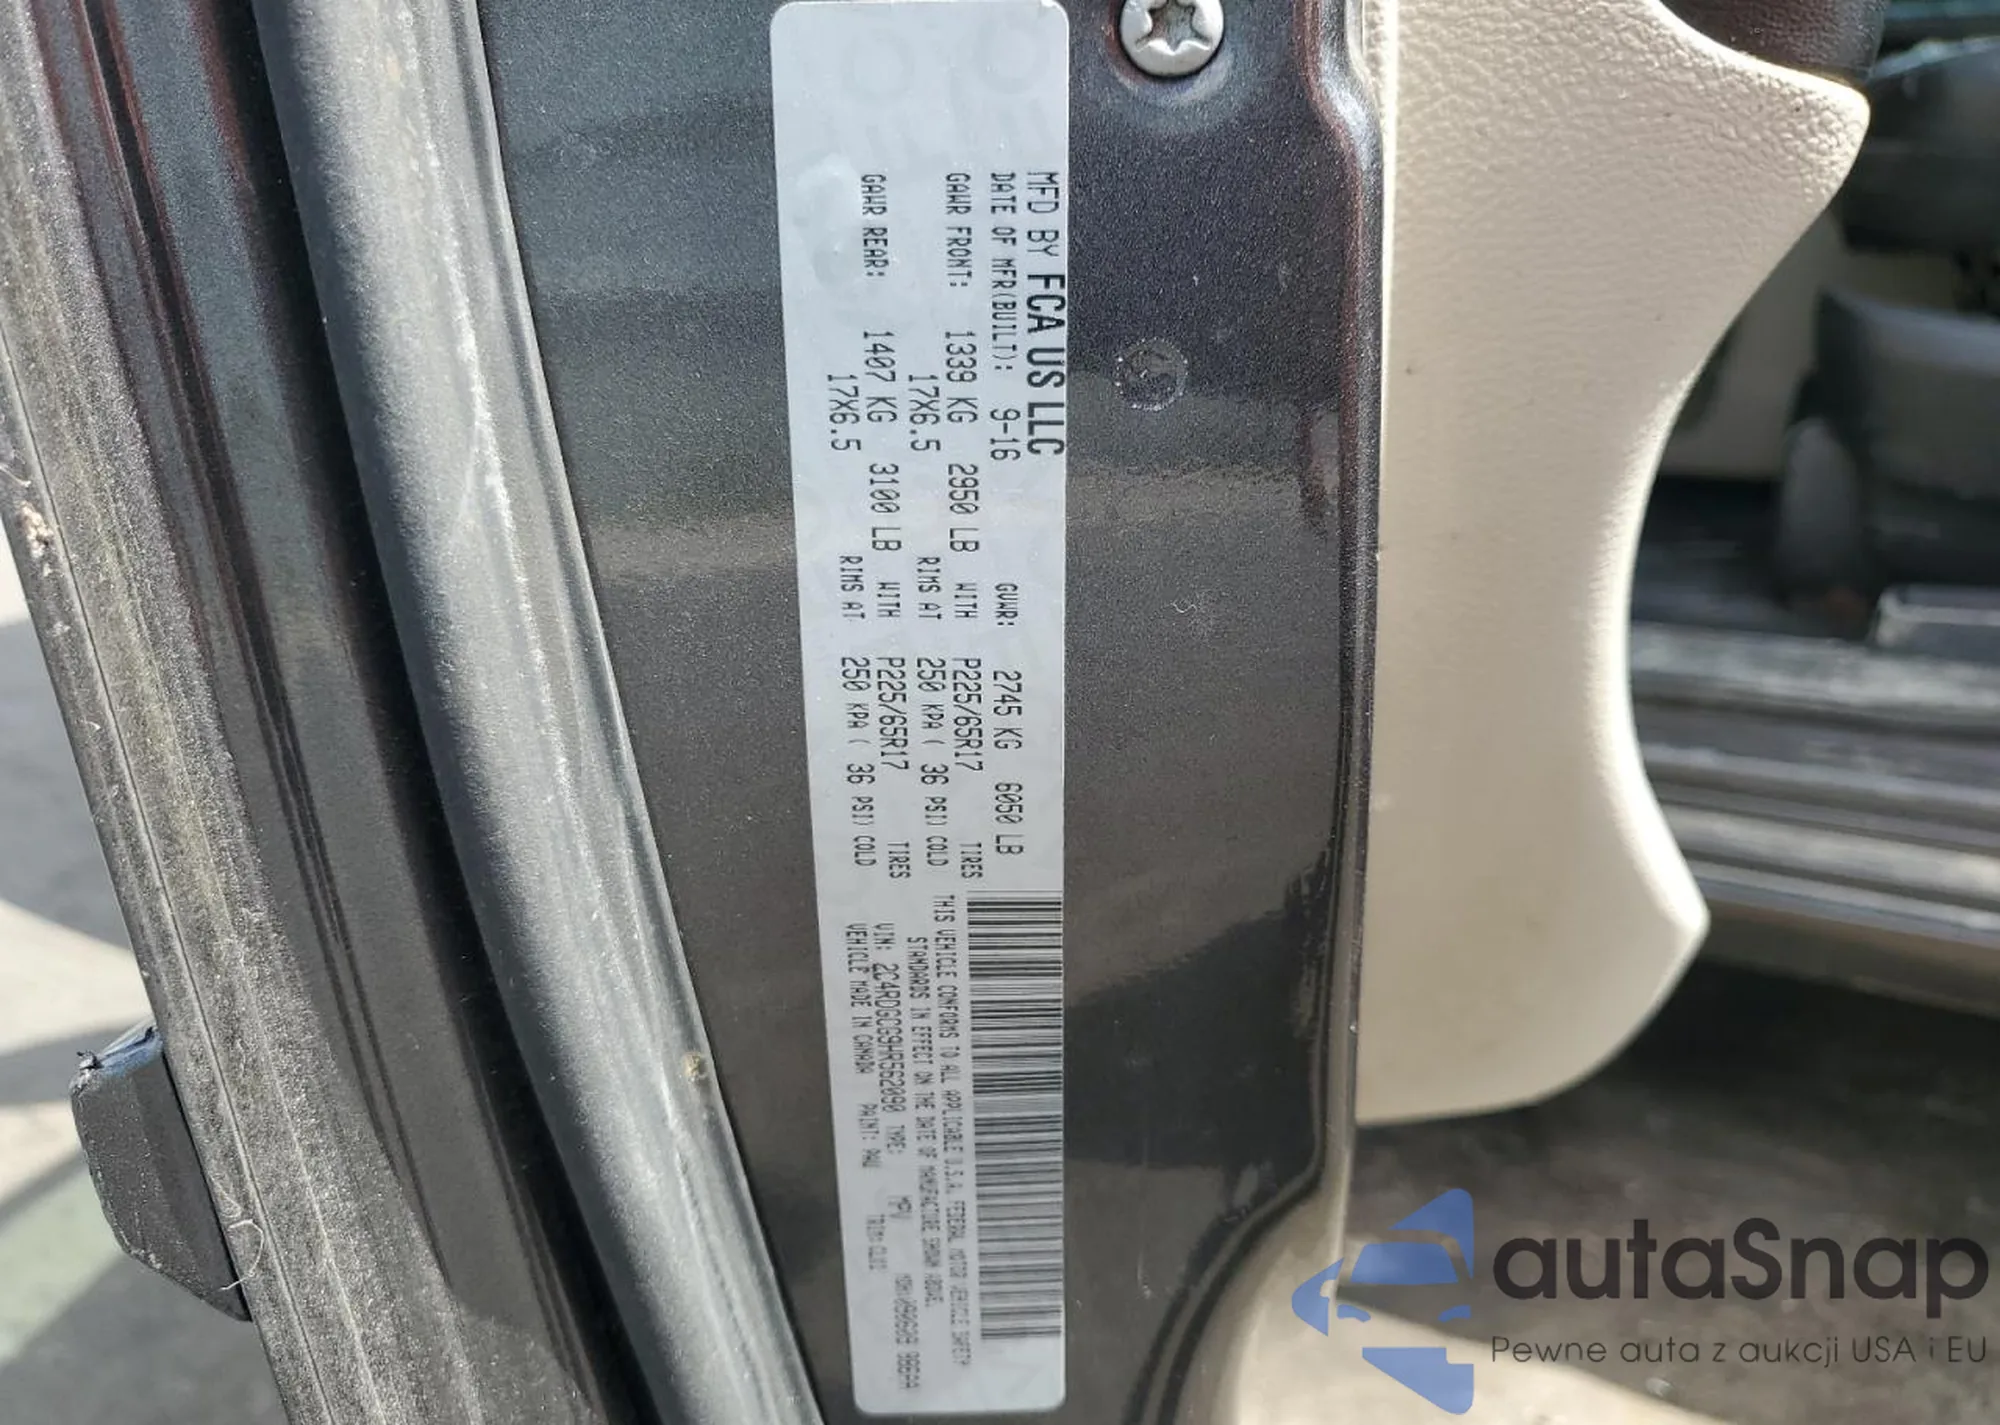 MFD BY FCA US LLC
DATE OF MFR(BUILT): 9-16 GVWR: 2745 KG 6050 LB
GAWR FRONT: 1339 KG 2950 LB WITH P225/65R17 TIRES
17X6.5 RIMS AT 250 KPA ( 36 PSI) COLD
GAWR REAR: 1407 KG 3100 LB WITH P225/65R17 TIRES
17X6.5 RIMS AT 250 KPA ( 36 PSI) COLD
THIS VEHICLE CONFORMS TO ALL APPLICABLE U.S.A. FEDERAL MOTOR VEHICLE SAFETY
STANDARDS IN EFFECT ON THE DATE OF MANUFACTURE SHOWN ABOVE.
VIN: 2C4RDGCG9HR562090 TYPE: MPV
VEHICLE MADE IN CANADA PAINT: PAU TRIM:
autaSnap
Pewne auta z aukcji USA i EU